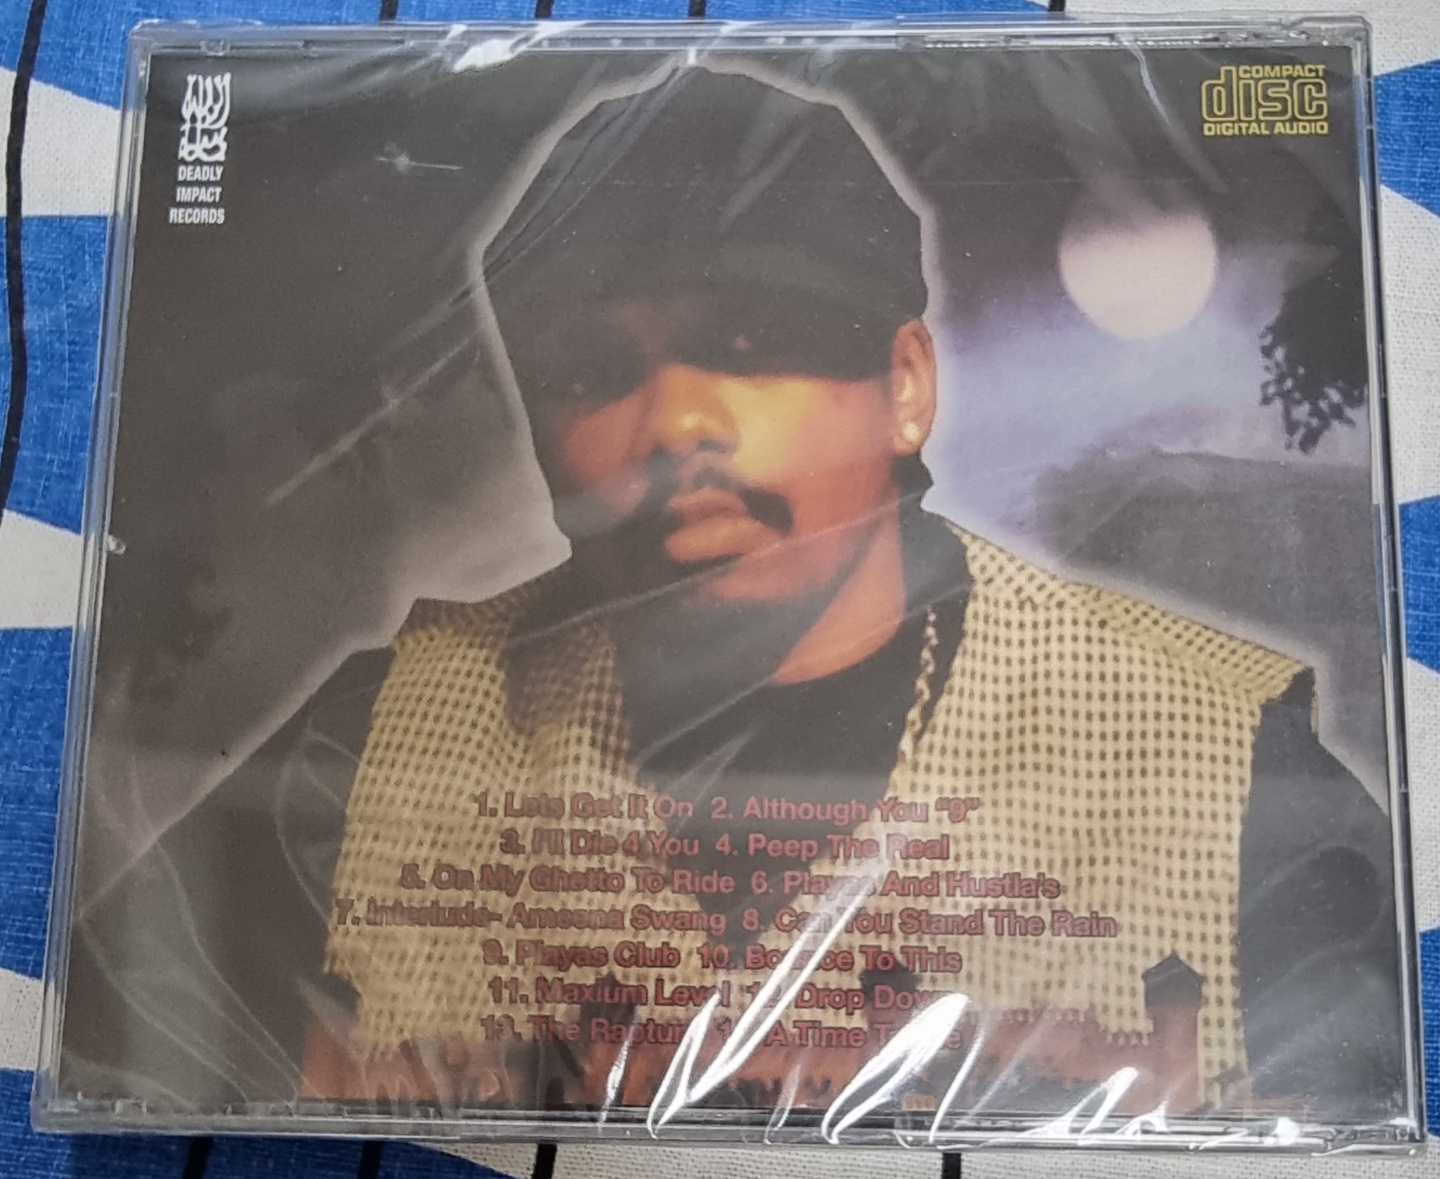 DEADLY
IMPACT
RECORDS
COMPACT
disc
DIGITAL AUDIO
1. Lets Get It On 2. Although You "9"
3. I'll Die 4 You 4. Peep The Real
5. On My Ghetto To Ride 6. Playas And Hustla's
7. Interlude- Ameena Swang 8. Can You Stand The Rain
9. Playas Club 10. Bounce To This
11. Maxium Level 12. Drop Down
13. The Rapture A Time